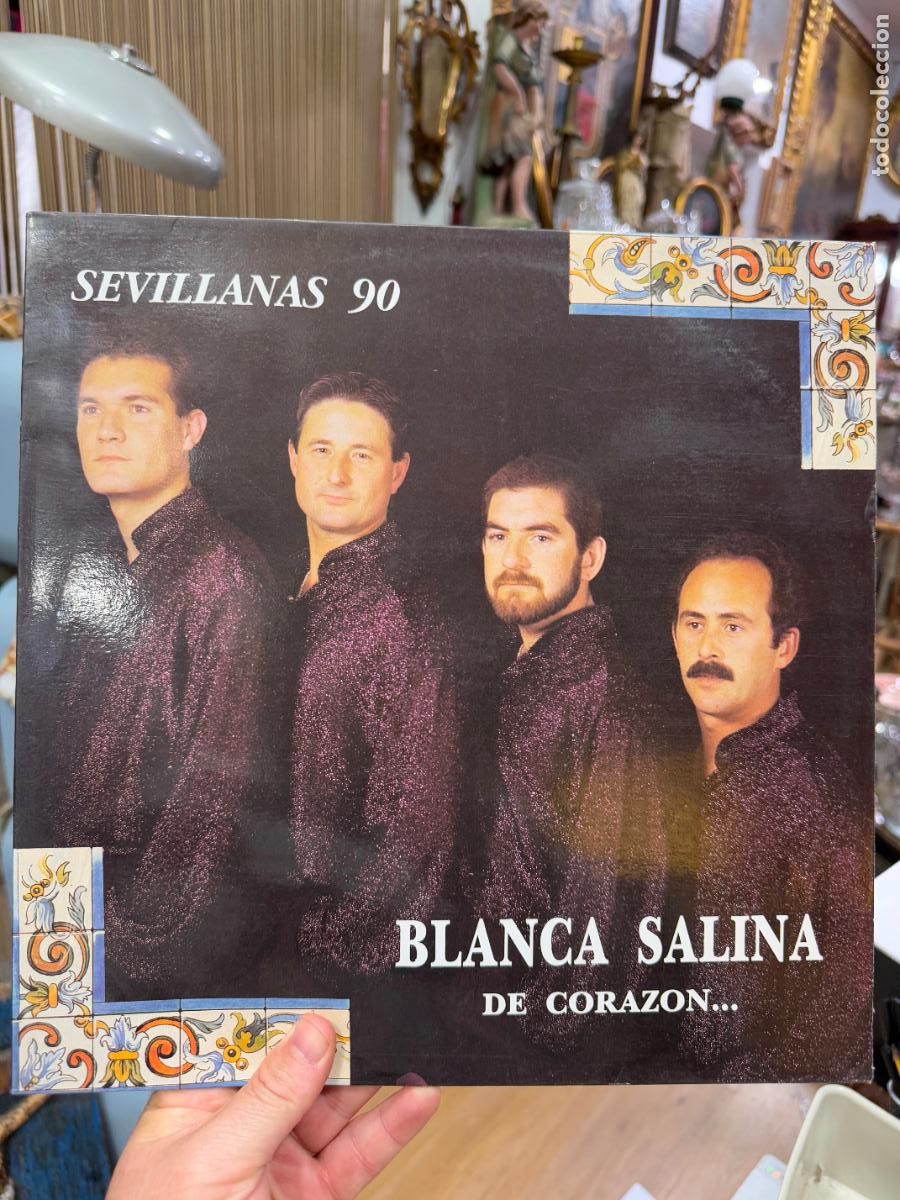 todocoleccion
SEVILLANAS 90
BLANCA SALINA
DE CORAZON...